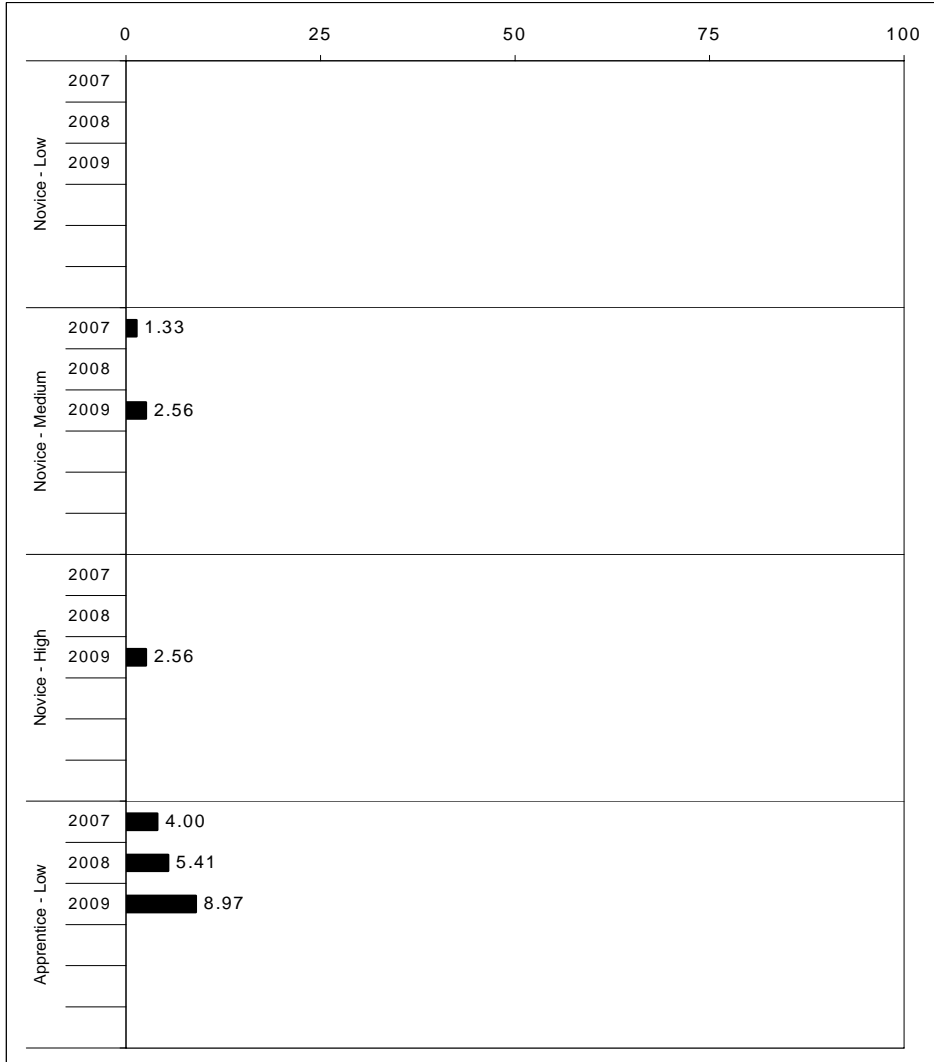 0 25 50 75 100
Novice - Low
2007
2008
2009
Novice - Medium
2007 1.33
2008
2009 2.56
Novice - High
2007
2008
2009 2.56
Apprentice - Low
2007 4.00
2008 5.41
2009 8.97